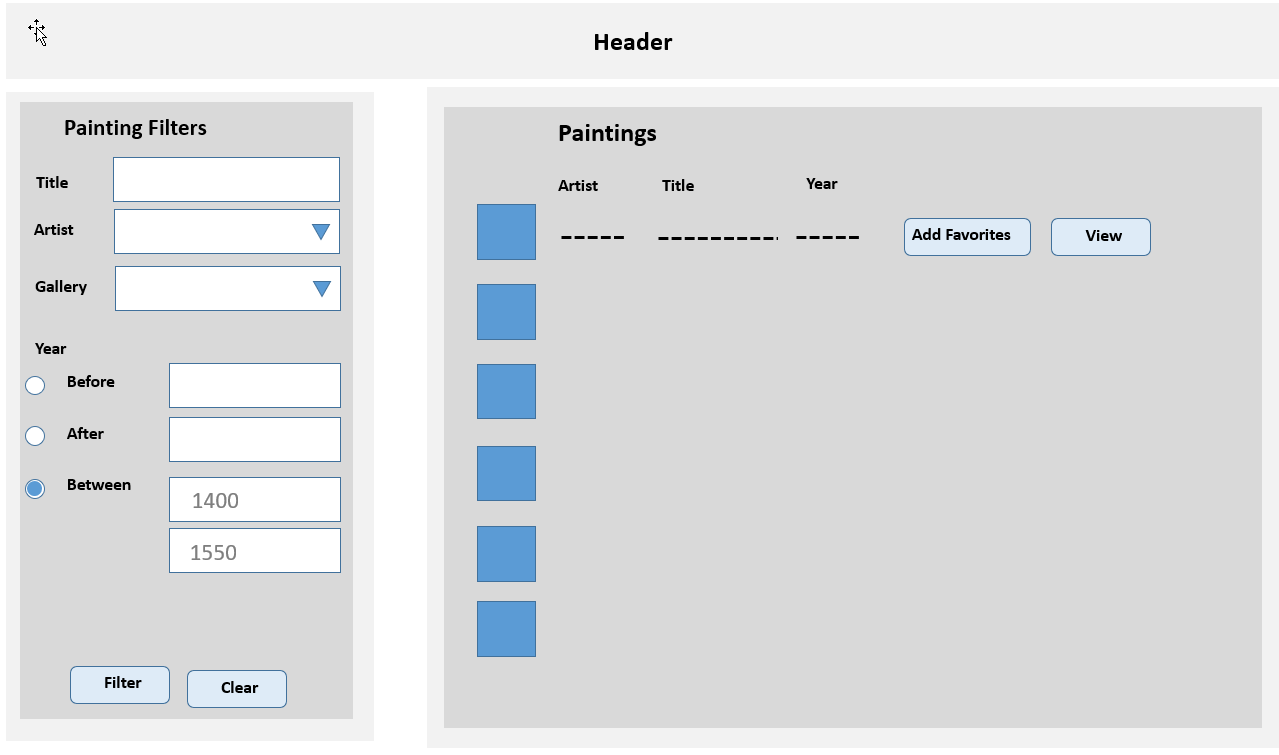 Header
Painting Filters
Title
Artist
Gallery
Year
Before
After
Between
1400
1550
Filter Clear
Paintings
Artist Title Year
Add Favorites View